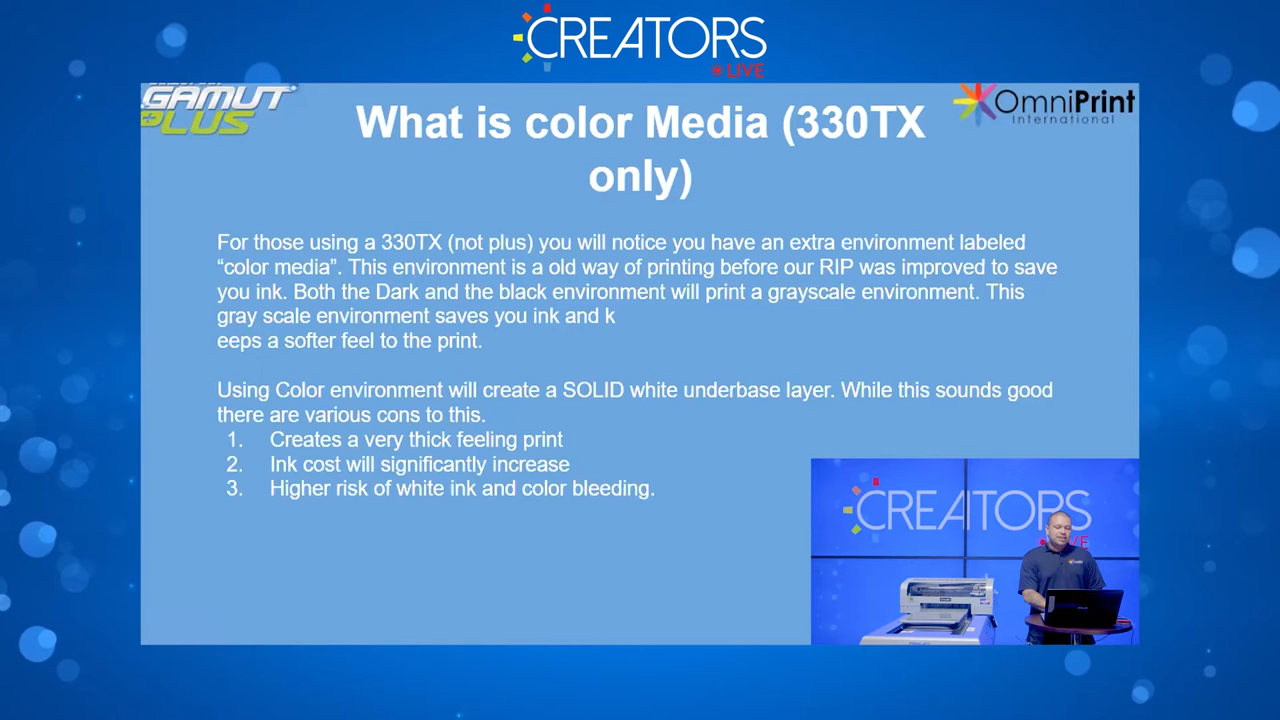 CREATORS
LIVE
GAMUT
PLUS
OmniPrint
International
What is color Media (330TX
only)
For those using a 330TX (not plus) you will notice you have an extra environment labeled
“color media”. This environment is a old way of printing before our RIP was improved to save
you ink. Both the Dark and the black environment will print a grayscale environment. This
gray scale environment saves you ink and k
eeps a softer feel to the print.
Using Color environment will create a SOLID white underbase layer. While this sounds good
there are various cons to this.
1. Creates a very thick feeling print
2. Ink cost will significantly increase
3. Higher risk of white ink and color bleeding.
CREATORS